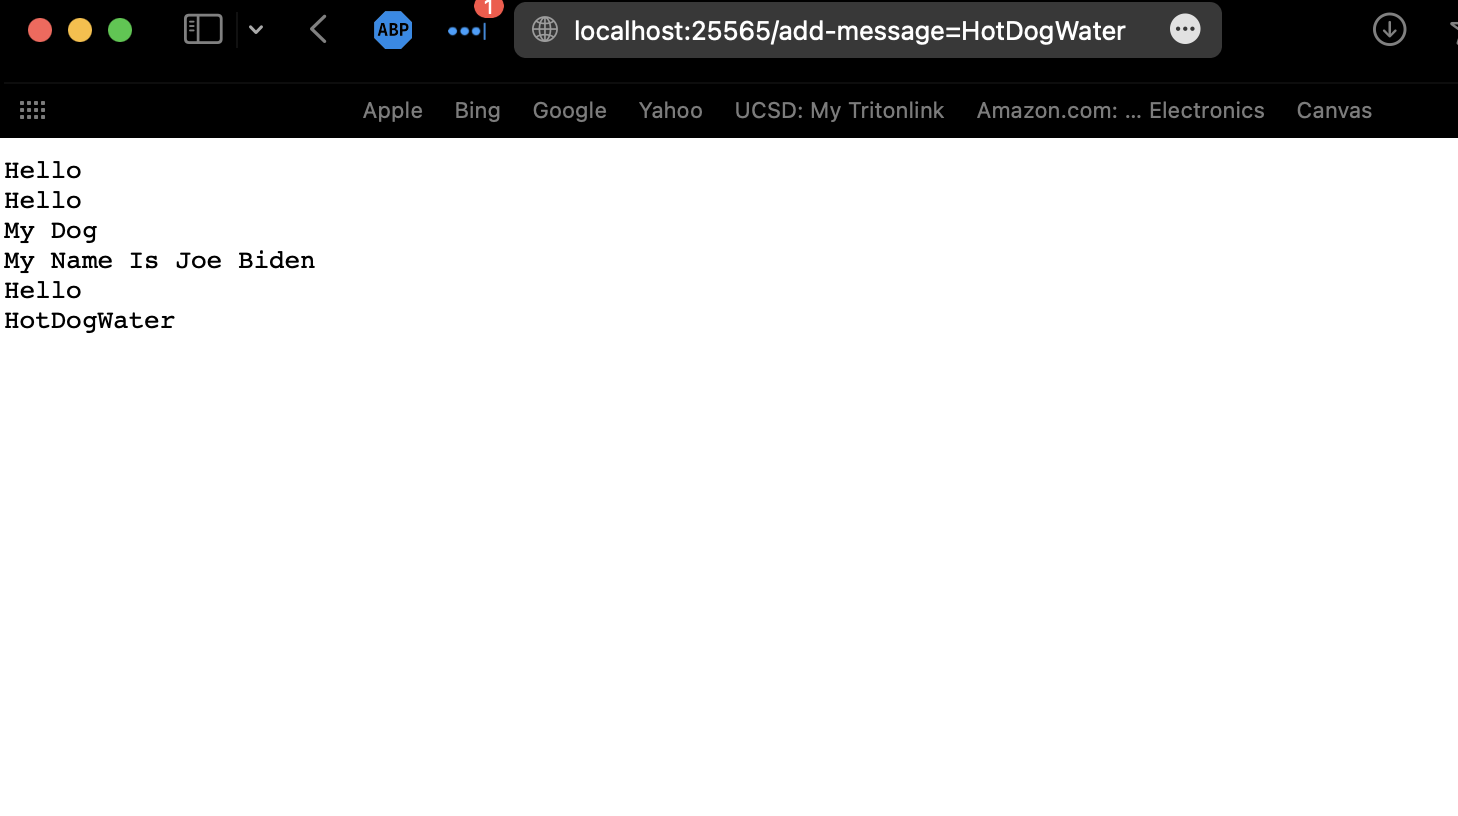 1
ABP
localhost:25565/add-message=HotDogWater
Apple Bing Google Yahoo UCSD: My Tritonlink Amazon.com: ... Electronics Canvas
Hello
Hello
My Dog
My Name Is Joe Biden
Hello
HotDogWater